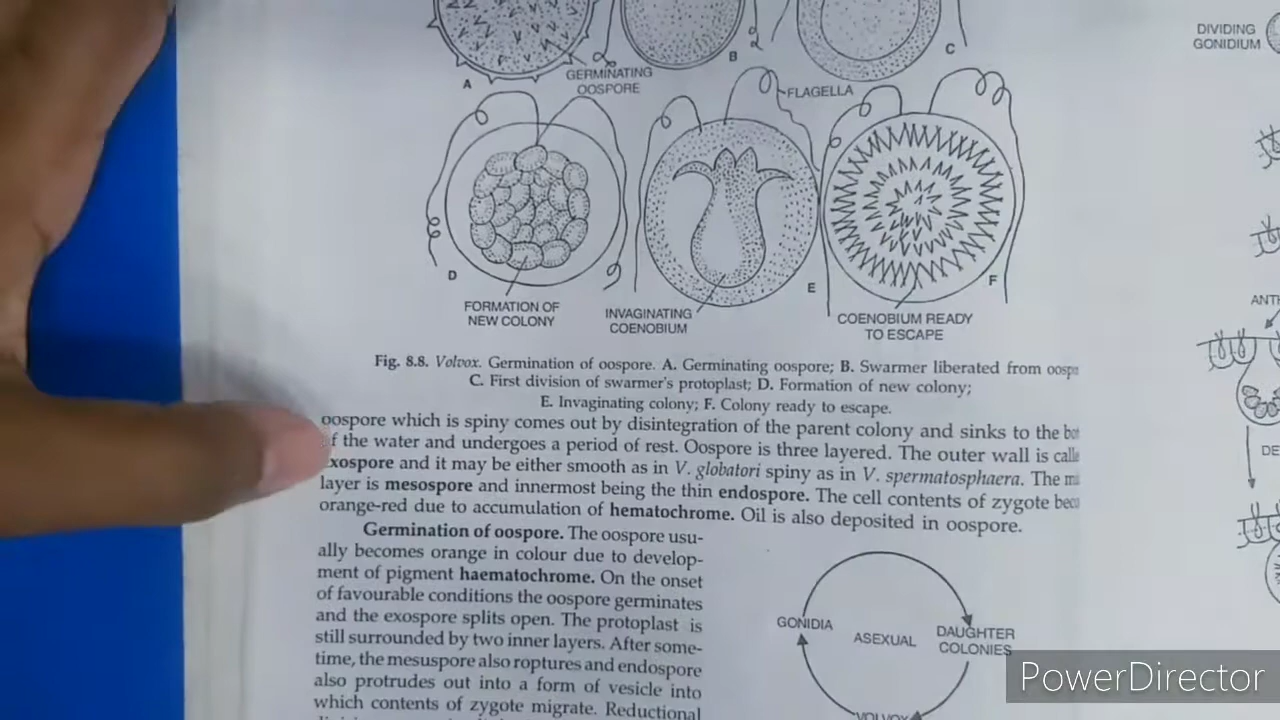 DIVIDING
GONIDIUM
A
B
C
GERMINATING
OOSPORE
FLAGELLA
D
E
F
FORMATION OF
NEW COLONY
INVAGINATING
COENOBIUM
COENOBIUM READY
TO ESCAPE
Fig. 8.8. Volvox. Germination of oospore. A. Germinating oospore; B. Swarmer liberated from
C. First division of swarmer's protoplast; D. Formation of new colony;
E. Invaginating colony; F. Colony ready to escape.
oospore which is spiny comes out by disintegration of the parent colony and sinks to the
the water and undergoes a period of rest. Oospore is three layered. The outer wall is
xospore and it may be either smooth as in V. globatori spiny as in V. spermatosphaera. The
layer is mesospore and innermost being the thin endospore. The cell contents of zygote
orange-red due to accumulation of hematochrome. Oil is also deposited in oospore.
Germination of oospore. The oospore usu-
ally becomes orange in colour due to develop-
ment of pigment haematochrome. On the onset
of favourable conditions the oospore germinates
and the exospore splits open. The protoplast is
still surrounded by two inner layers. After some-
time, the mesuspore also roptures and endospore
also protrudes out into a form of vesicle into
which contents of zygote migrate. Reductional
GONIDIA
ASEXUAL
DAUGHTER
COLONIES
VOLVOX
PowerDirector